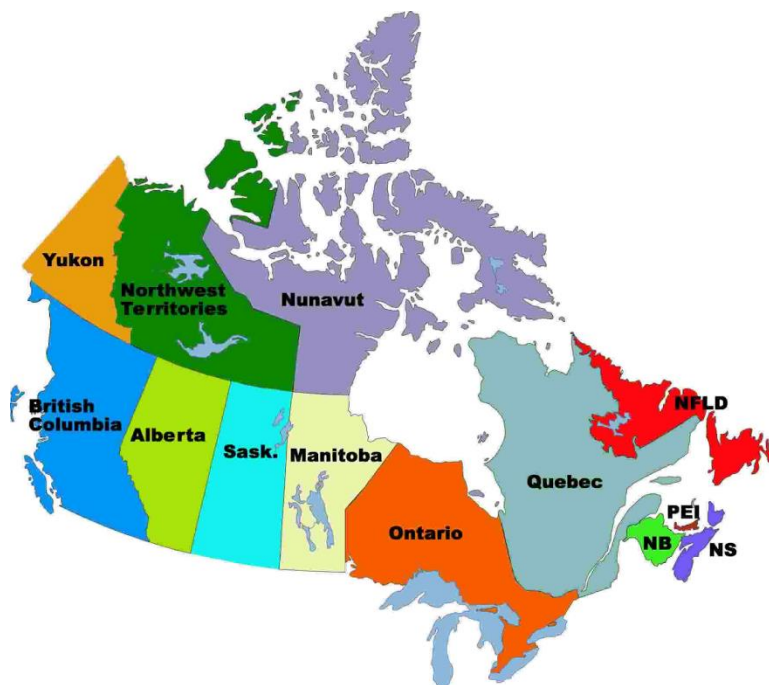 Yukon
Northwest
Territories
Nunavut
British
Columbia
Alberta
Sask.
Manitoba
Ontario
Quebec
NFLD
PEI
NB
NS